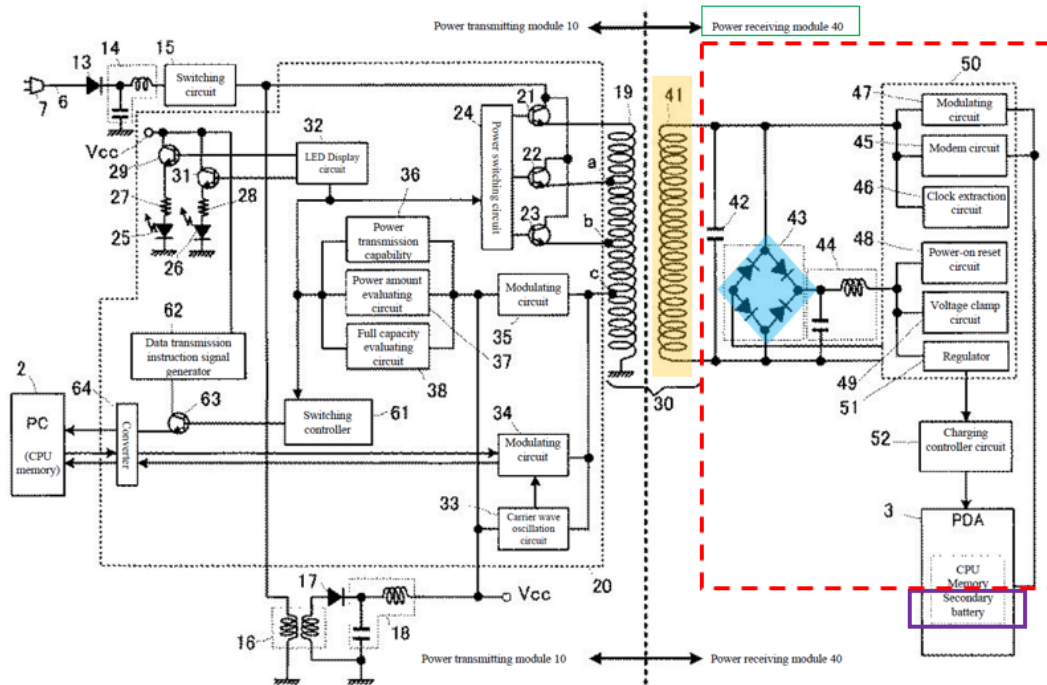 Power transmitting module 10
Power receiving module 40
14
15
13
Switching
circuit
7
6
Vcc
29
31
27
28
25
26
32
LED Display
circuit
24
Power switching circuit
21
22
23
19
a
b
c
41
30
36
Power
transmission
capability
Power amount
evaluating circuit
37
Full capacity
evaluating
circuit
38
Modulating
circuit
35
62
Data transmission
instruction signal
generator
63
64
Converter
2
PC
(CPU
memory)
Switching
controller
61
34
Modulating
circuit
33
Carrier wave
oscillation
circuit
20
16
17
18
Vcc
42
43
44
50
47
Modulating
circuit
45
Modem circuit
46
Clock extraction
circuit
48
Power-on reset
circuit
Voltage clamp
circuit
49
Regulator
51
52
Charging
controller circuit
3
PDA
CPU
Memory
Secondary
battery
Power transmitting module 10
Power receiving module 40